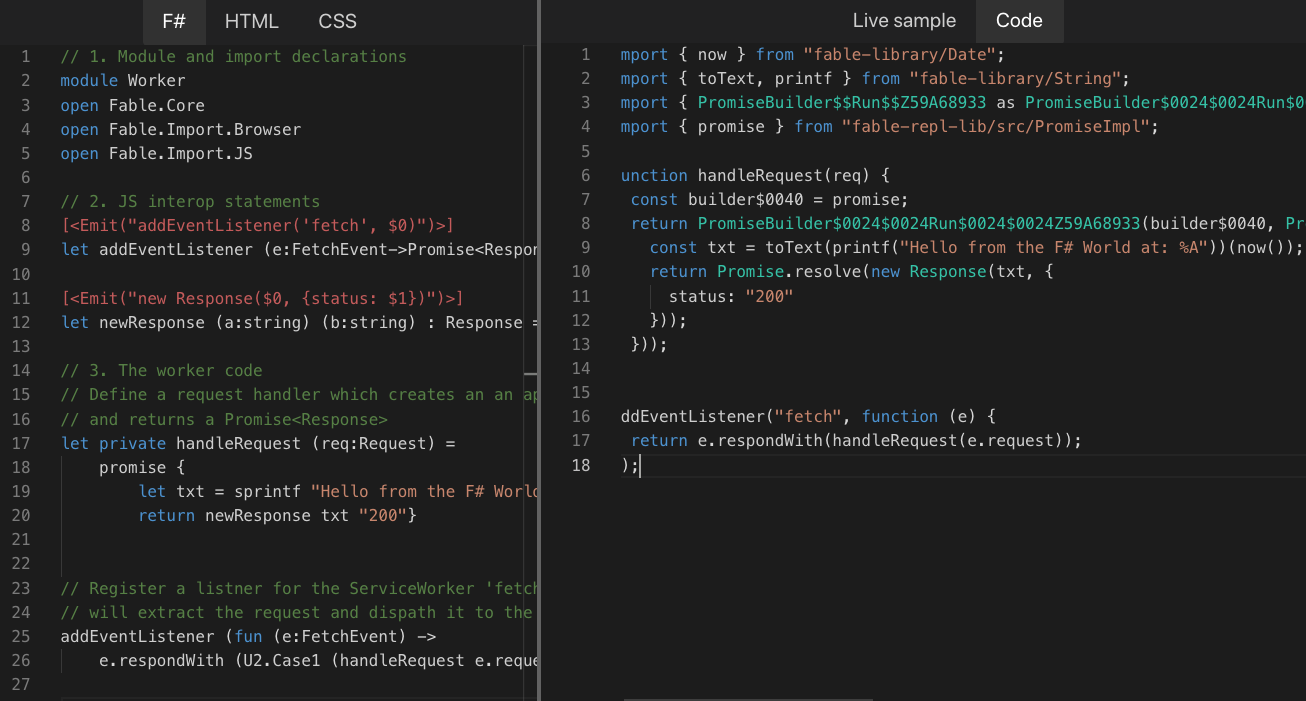 F# HTML CSS
1 // 1. Module and import declarations
2 module Worker
3 open Fable.Core
4 open Fable.Import.Browser
5 open Fable.Import.JS
6
7 // 2. JS interop statements
8 [<Emit("addEventListener('fetch', $0)")>]
9 let addEventListener (e:FetchEvent->Promise<Respon
10
11 [<Emit("new Response($0, {status: $1})")>]
12 let newResponse (a:string) (b:string) : Response =
13
14 // 3. The worker code
15 // Define a request handler which creates an an ap
16 // and returns a Promise<Response>
17 let private handleRequest (req:Request) =
18 promise {
19 let txt = sprintf "Hello from the F# World
20 return newResponse txt "200"}
21
22
23 // Register a listner for the ServiceWorker 'fetch
24 // will extract the request and dispath it to the
25 addEventListener (fun (e:FetchEvent) ->
26 e.respondWith (U2.Case1 (handleRequest e.reque
27
Live sample Code
1 mport { now } from "fable-library/Date";
2 mport { toText, printf } from "fable-library/String";
3 mport { PromiseBuilder$$Run$$Z59A68933 as PromiseBuilder$0024$0024Run$0
4 mport { promise } from "fable-repl-lib/src/PromiseImpl";
5
6 unction handleRequest(req) {
7 const builder$0040 = promise;
8 return PromiseBuilder$0024$0024Run$0024$0024Z59A68933(builder$0040, Pr
9 const txt = toText(printf("Hello from the F# World at: %A"))(now());
10 return Promise.resolve(new Response(txt, {
11 status: "200"
12 }));
13 }));
14
15
16 ddEventListener("fetch", function (e) {
17 return e.respondWith(handleRequest(e.request));
18 );